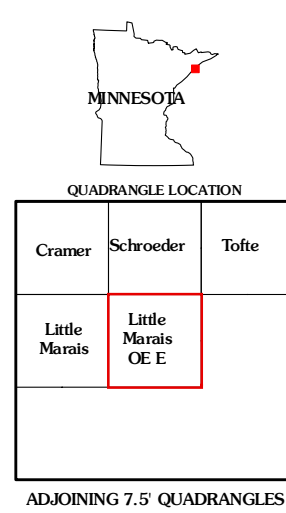 MINNESOTA
QUADRANGLE LOCATION
Cramer
Schroeder
Tofte
Little
Marais
Little
Marais
OE E
ADJOINING 7.5' QUADRANGLES